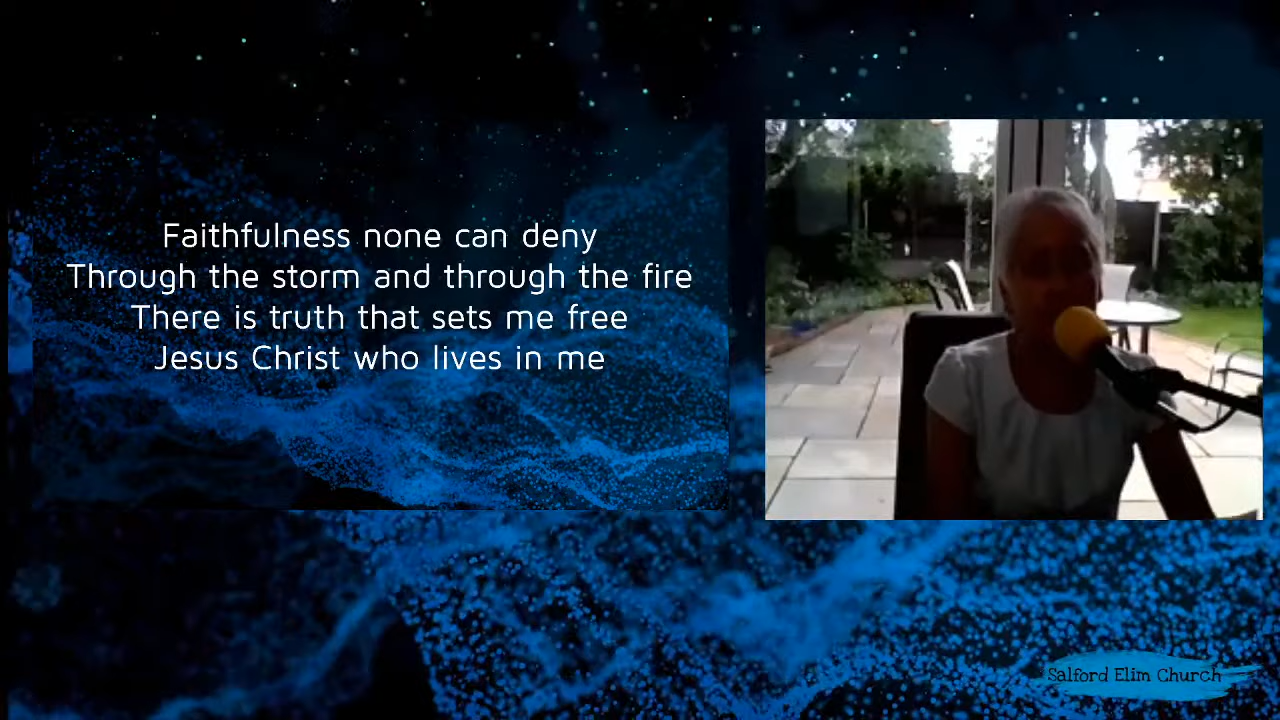 Faithfulness none can deny
Through the storm and through the fire
There is truth that sets me free
Jesus Christ who lives in me
Salford Elim Church